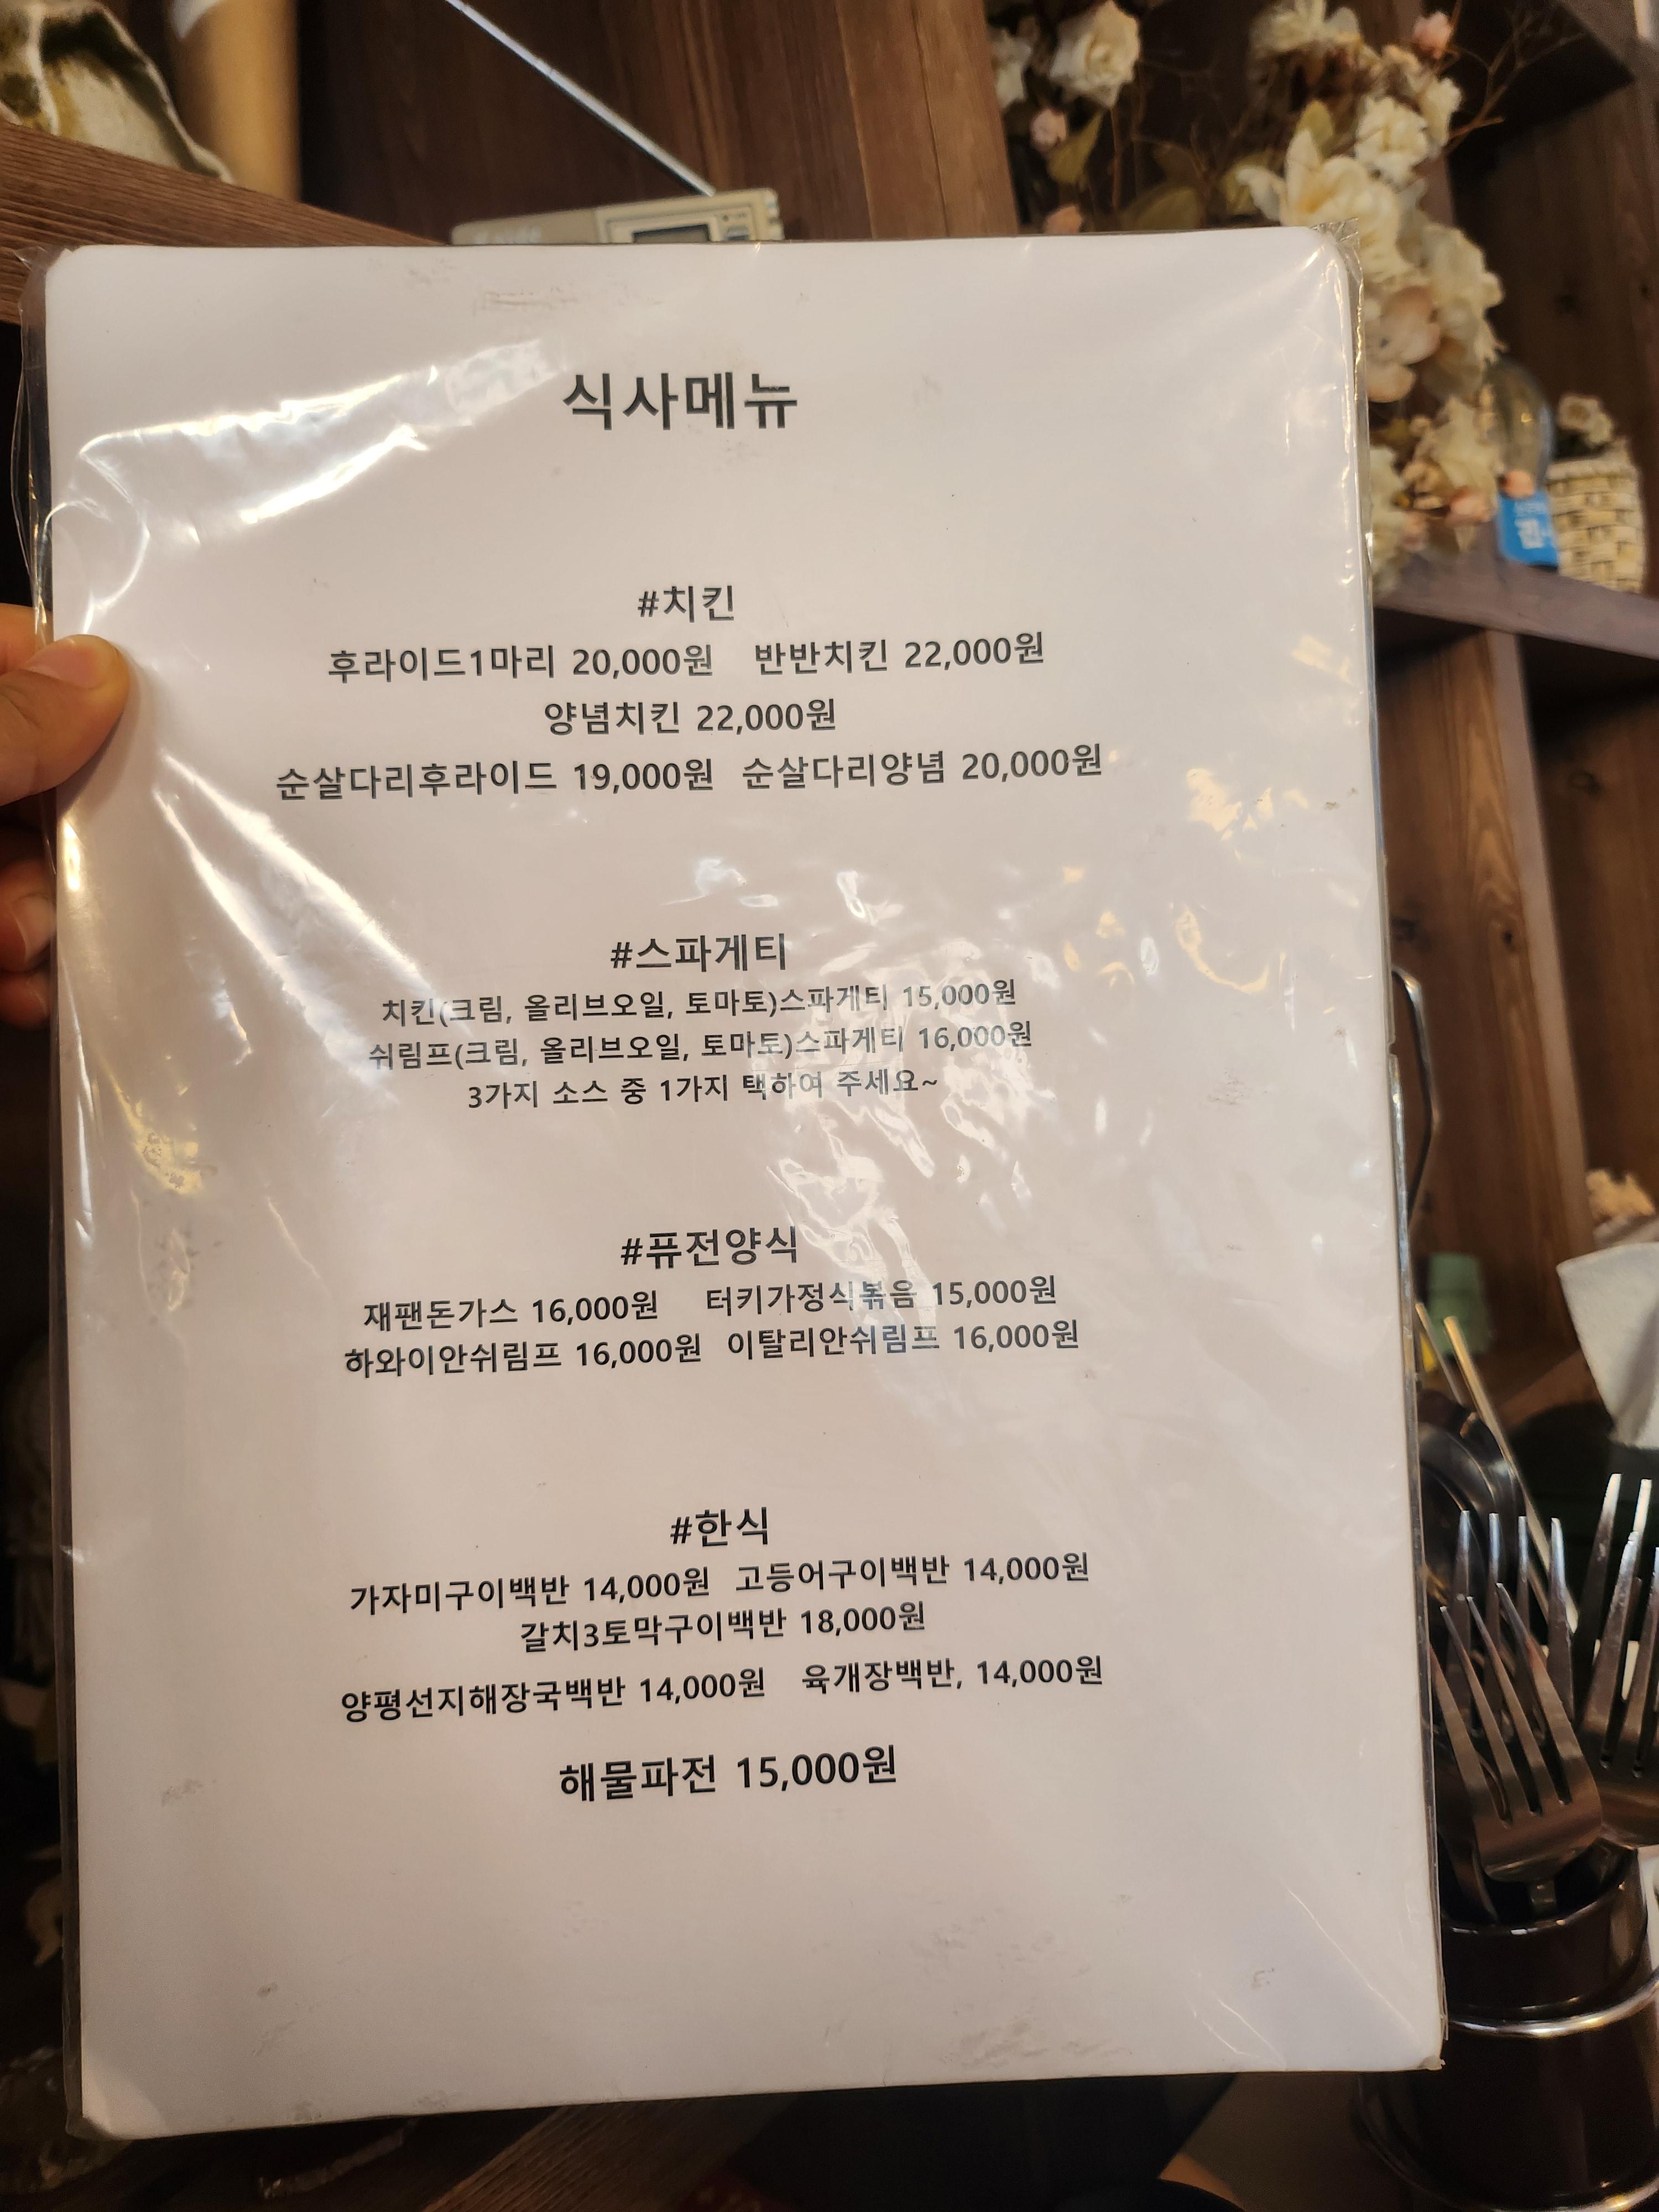 식사메뉴
#치킨
후라이드1마리 20,000원 반반치킨 22,000원
양념치킨 22,000원
순살다리후라이드 19,000원 순살다리양념 20,000원
#스파게티
치킨(크림, 올리브오일, 토마토)스파게티 15,000원
쉬림프(크림, 올리브오일, 토마토)스파게티 16,000원
3가지 소스 중 1가지 택하여 주세요~
#퓨전양식
재팬돈가스 16,000원 터키가정식볶음 15,000원
하와이안쉬림프 16,000원 이탈리안쉬림프 16,000원
#한식
가자미구이백반 14,000원 고등어구이백반 14,000원
갈치3토막구이백반 18,000원
양평선지해장국백반 14,000원 육개장백반, 14,000원
해물파전 15,000원